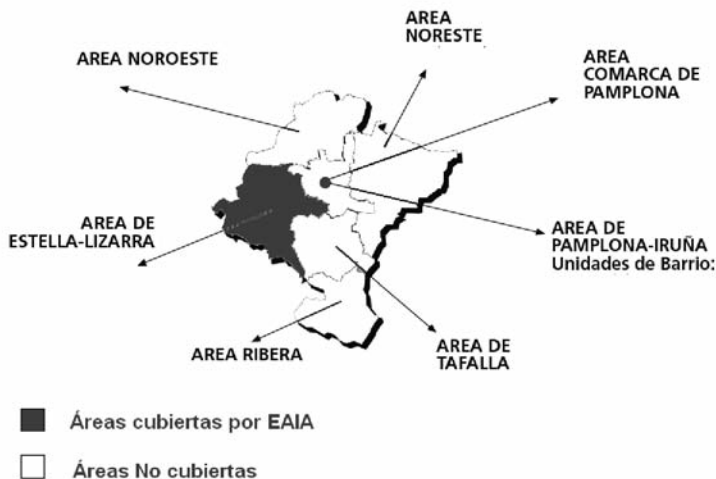 AREA
NORESTE
AREA NOROESTE
AREA
COMARCA DE
PAMPLONA
AREA DE
ESTELLA-LIZARRA
AREA DE
PAMPLONA-IRUÑA
Unidades de Barrio:
AREA RIBERA
AREA DE
TAFALLA
Áreas cubiertas por EAIA
Áreas No cubiertas